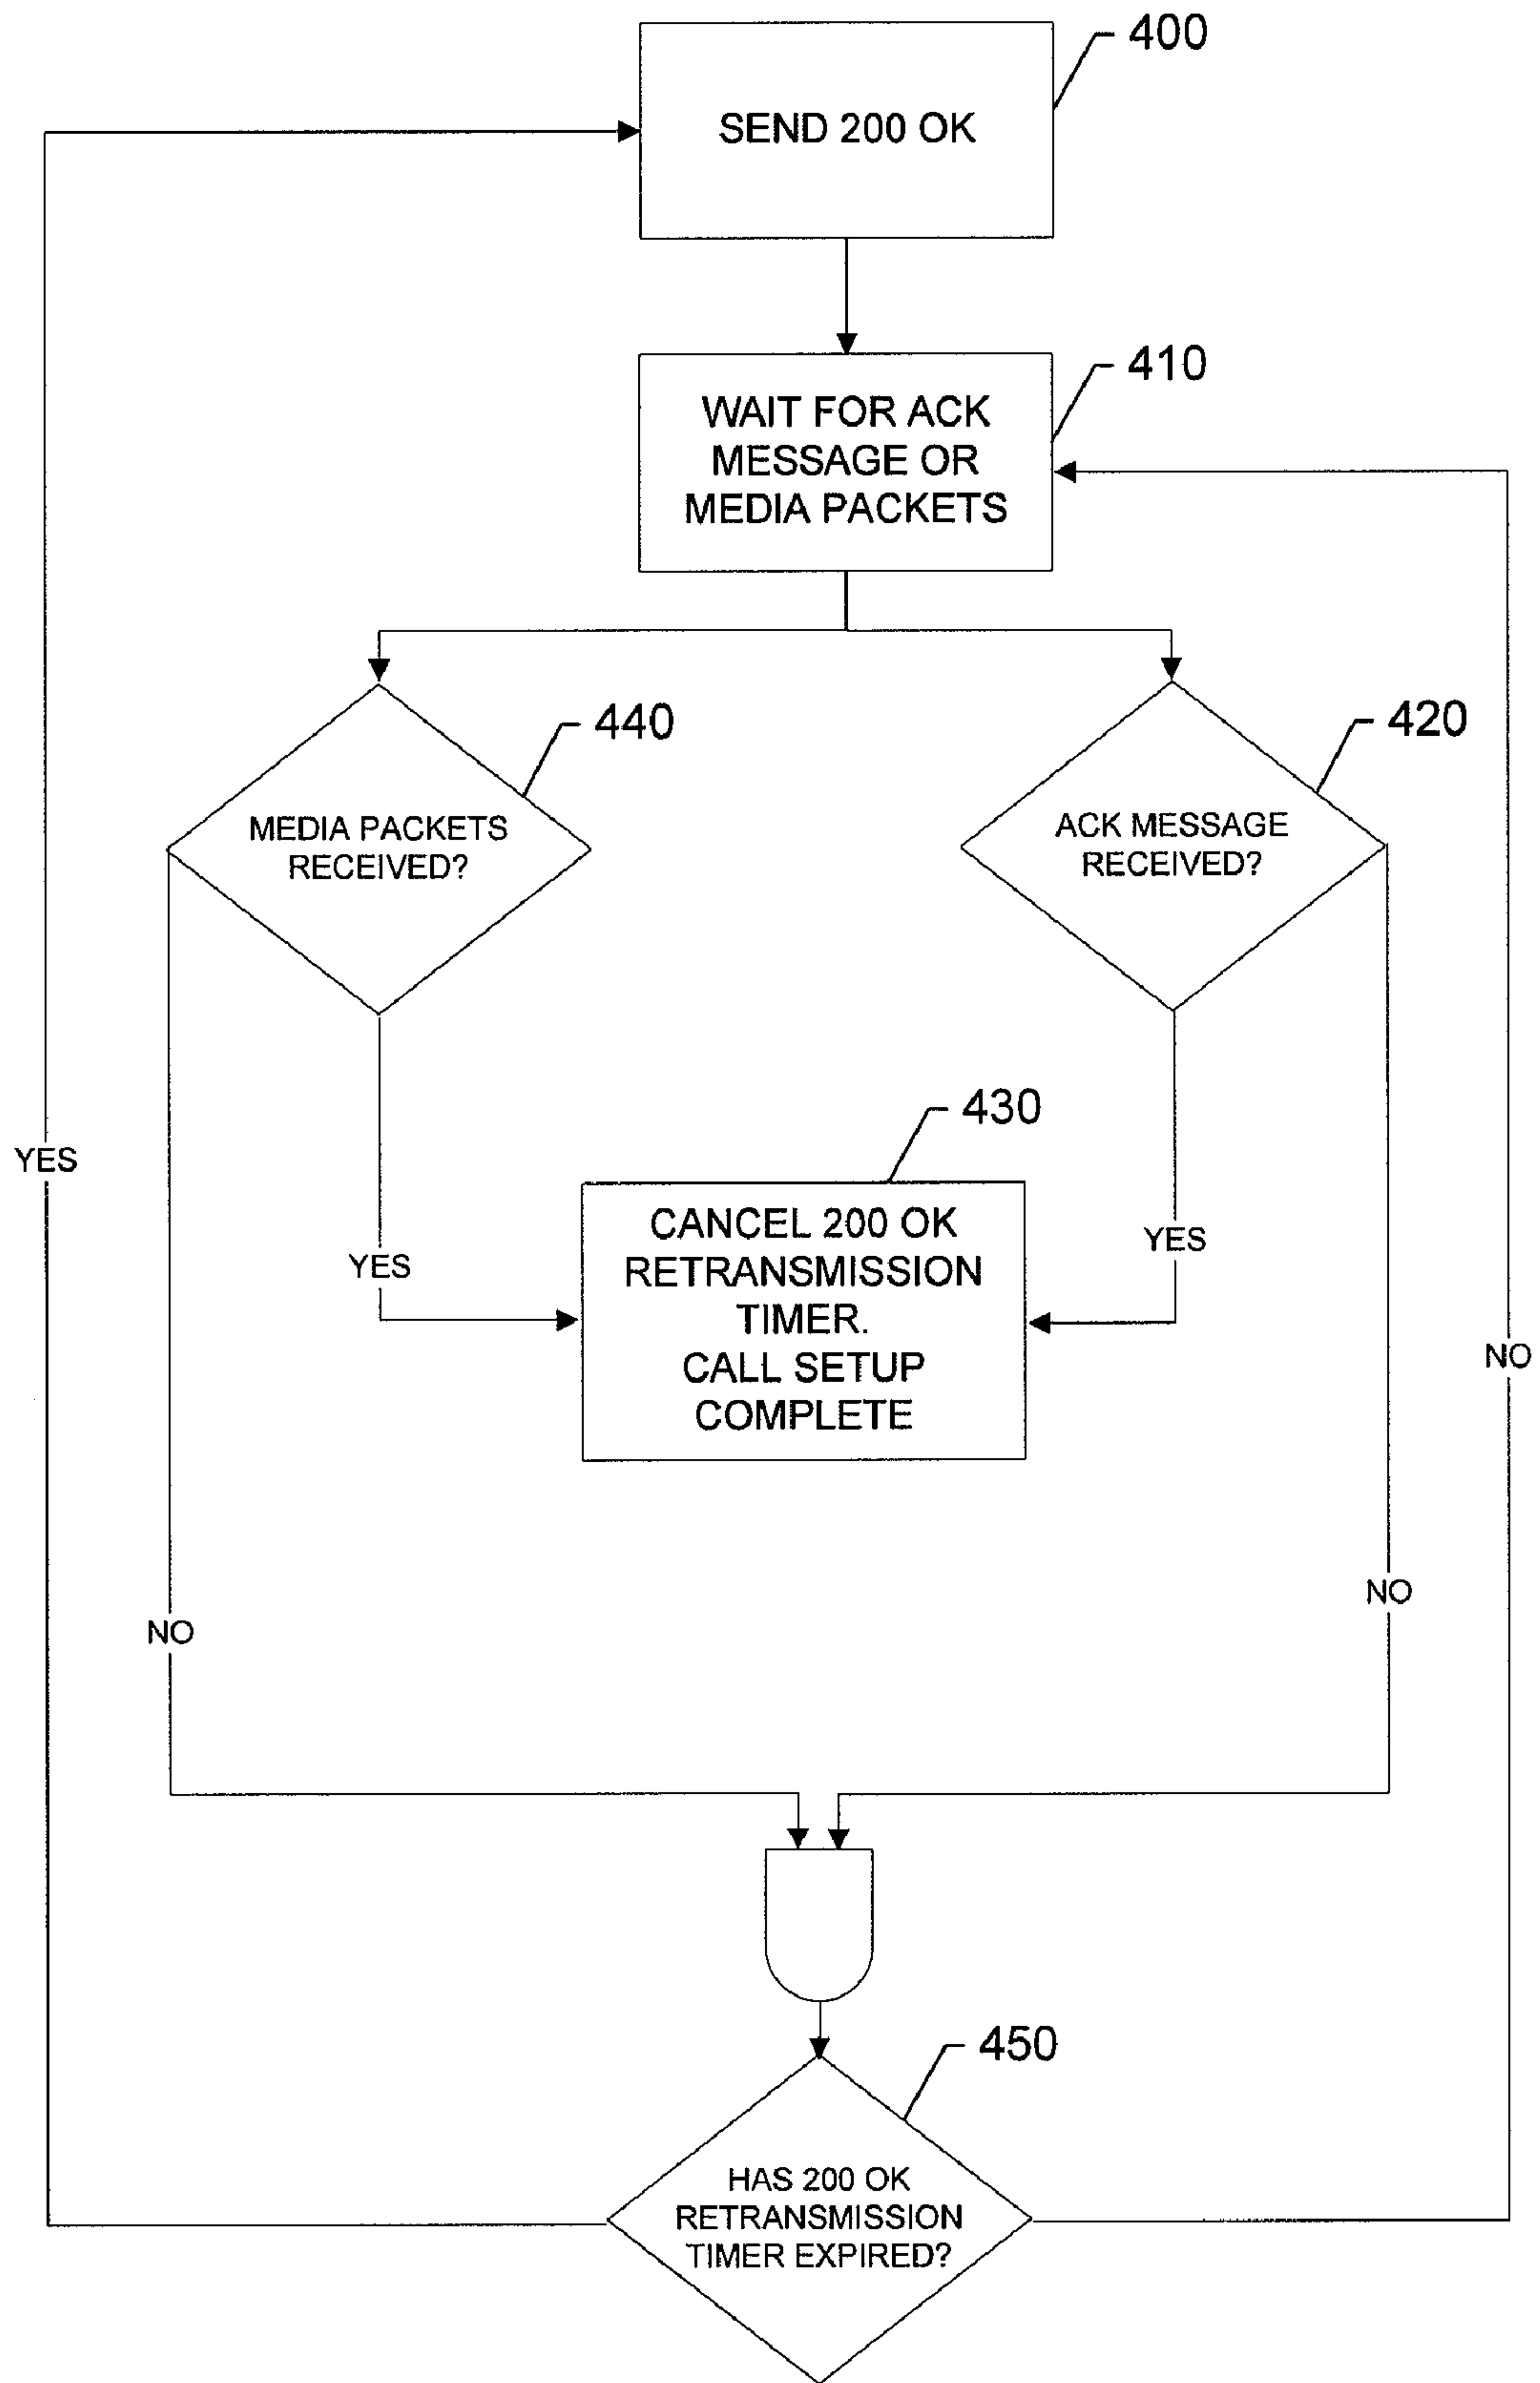 400
SEND 200 OK
410
WAIT FOR ACK
MESSAGE OR
MEDIA PACKETS
440
420
MEDIA PACKETS
RECEIVED?
ACK MESSAGE
RECEIVED?
430
YES
CANCEL 200 OK
RETRANSMISSION
TIMER.
CALL SETUP
COMPLETE
YES
YES
NO
NO
NO
450
HAS 200 OK
RETRANSMISSION
TIMER EXPIRED?